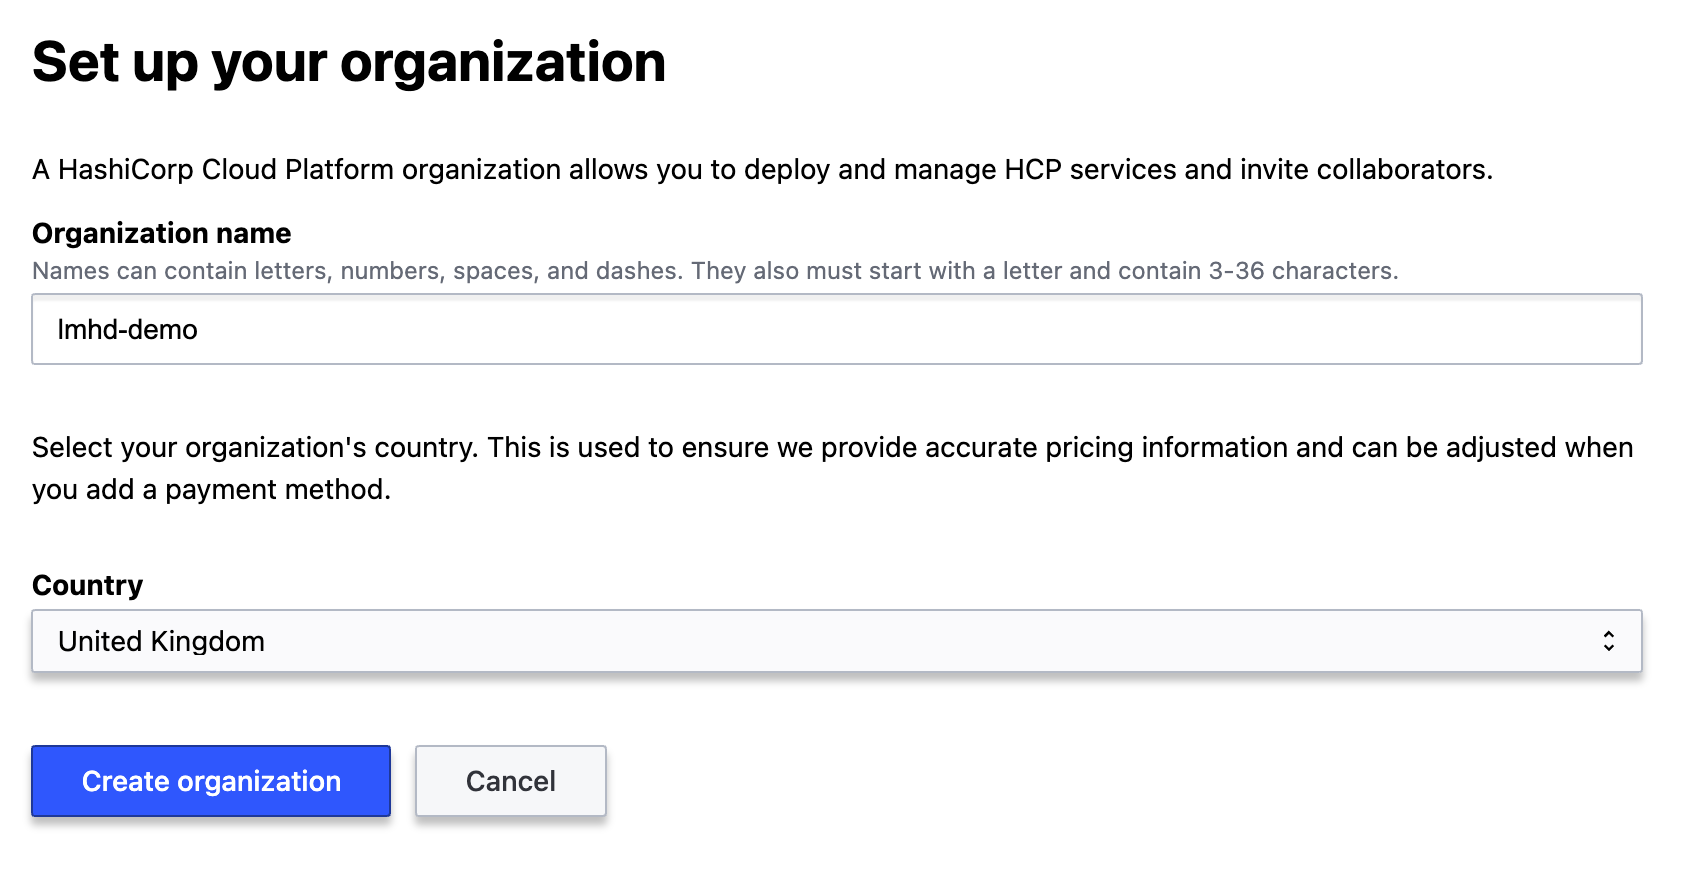 Set up your organization
A HashiCorp Cloud Platform organization allows you to deploy and manage HCP services and invite collaborators.
Organization name
Names can contain letters, numbers, spaces, and dashes. They also must start with a letter and contain 3-36 characters.
lmhd-demo
Select your organization's country. This is used to ensure we provide accurate pricing information and can be adjusted when
you add a payment method.
Country
United Kingdom
Create organization
Cancel